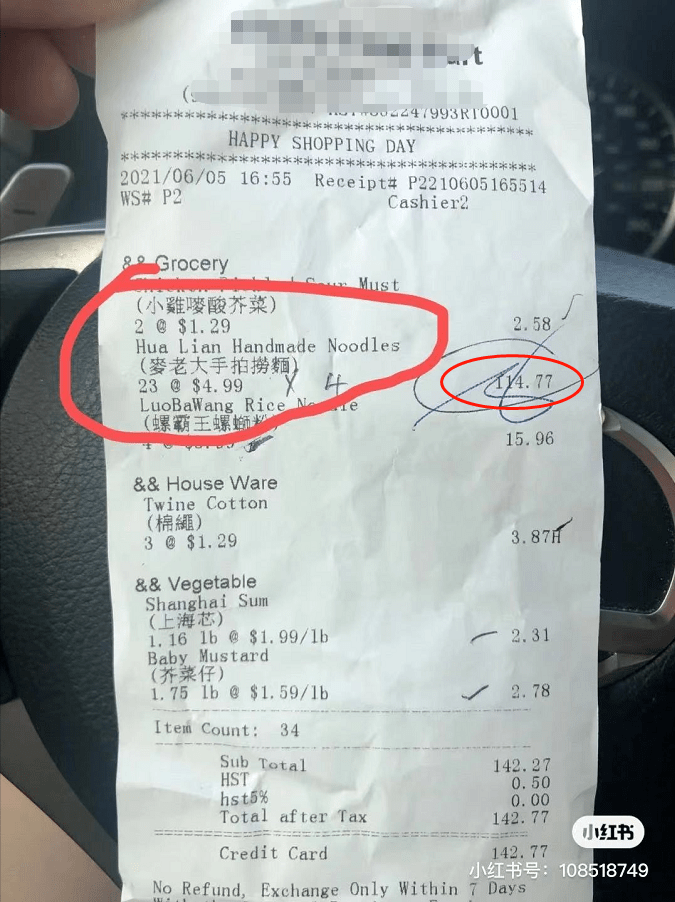 HAPPY SHOPPING DAY
2021/06/05 16:55 Receipt# P2210605165514
WS# P2 Cashier2
&& Grocery
Must
(小雞嘜酸芥菜)
2 @ $1.29 2.58
Hua Lian Handmade Noodles
(麥老大手拍撈麵)
23 @ $4.99 X 4 114.77
LuoBaWang Rice Noodle
(螺霸王螺螄粉)
15.96
&& House Ware
Twine Cotton
(棉繩)
3 @ $1.29 3.87H
&& Vegetable
Shanghai Sum
(上海芯)
1.16 lb @ $1.99/lb 2.31
Baby Mustard
(芥菜仔)
1.75 lb @ $1.59/lb 2.78
Item Count: 34
Sub Total 142.27
HST 0.50
hst5% 0.00
Total after Tax 142.77
Credit Card 142.77
No Refund, Exchange Only Within 7 Days
小红书
小红书号: 108518749